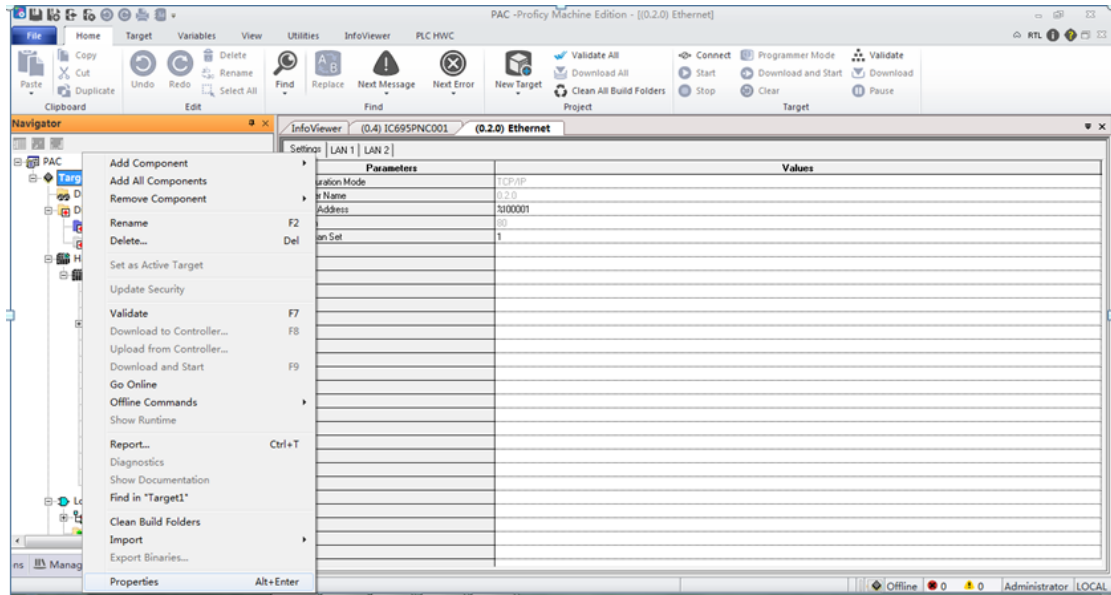 PAC -Proficy Machine Edition - [(0.2.0) Ethernet]
File Home Target Variables View Utilities InfoViewer PLC HWC RTL
Paste Copy Cut Duplicate Undo Redo Delete Rename Select All Find Replace Next Message Next Error New Target Validate All Download All Clean All Build Folders Connect Start Stop Programmer Mode Download and Start Clear Validate Download Pause
Clipboard Edit Find Project Target
Navigator
InfoViewer (0.4) IC695PNC001 (0.2.0) Ethernet
Settings LAN 1 LAN 2
Parameters Values
TCP/IP
0.2.0
Address %I00001
80
an Set 1
PAC
Targ
Add Component
Add All Components
Remove Component
Rename F2
Delete... Del
Set as Active Target
Update Security
Validate F7
Download to Controller... F8
Upload from Controller...
Download and Start F9
Go Online
Offline Commands
Show Runtime
Report... Ctrl+T
Diagnostics
Show Documentation
Find in "Target1"
Clean Build Folders
Import
Export Binaries...
Properties Alt+Enter
ns Manag
Offline 0 0 Administrator LOCAL